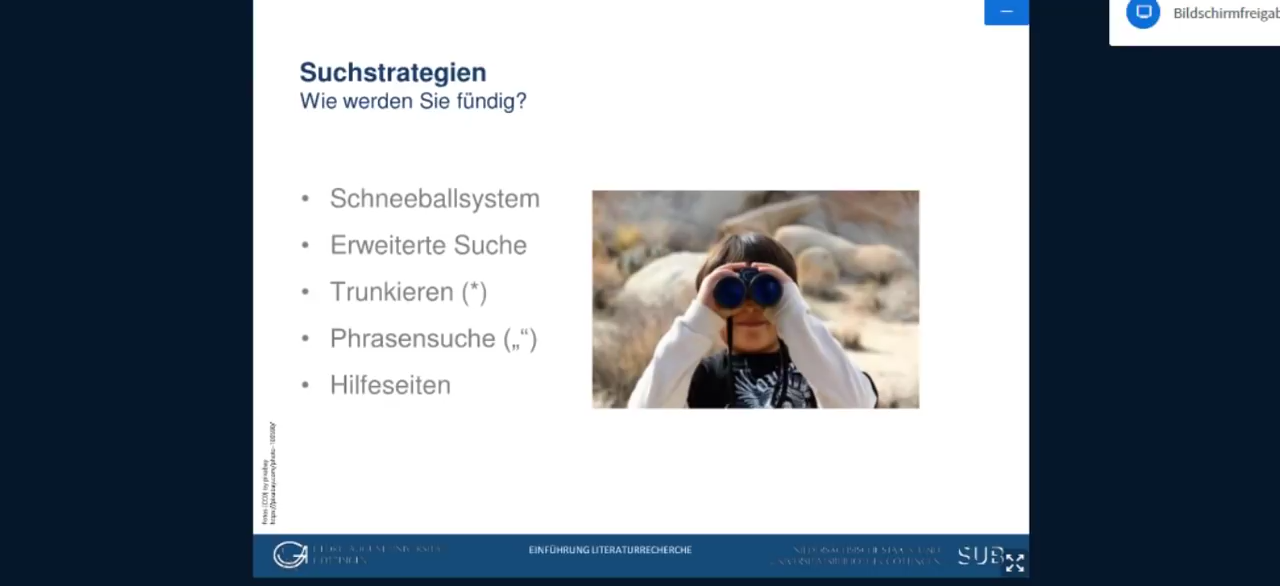 Bildschirmfreigab
Suchstrategien
Wie werden Sie fündig?
• Schneeballsystem
• Erweiterte Suche
• Trunkieren (*)
• Phrasensuche („“)
• Hilfeseiten
EINFÜHRUNG LITERATURRECHERCHE
SUB